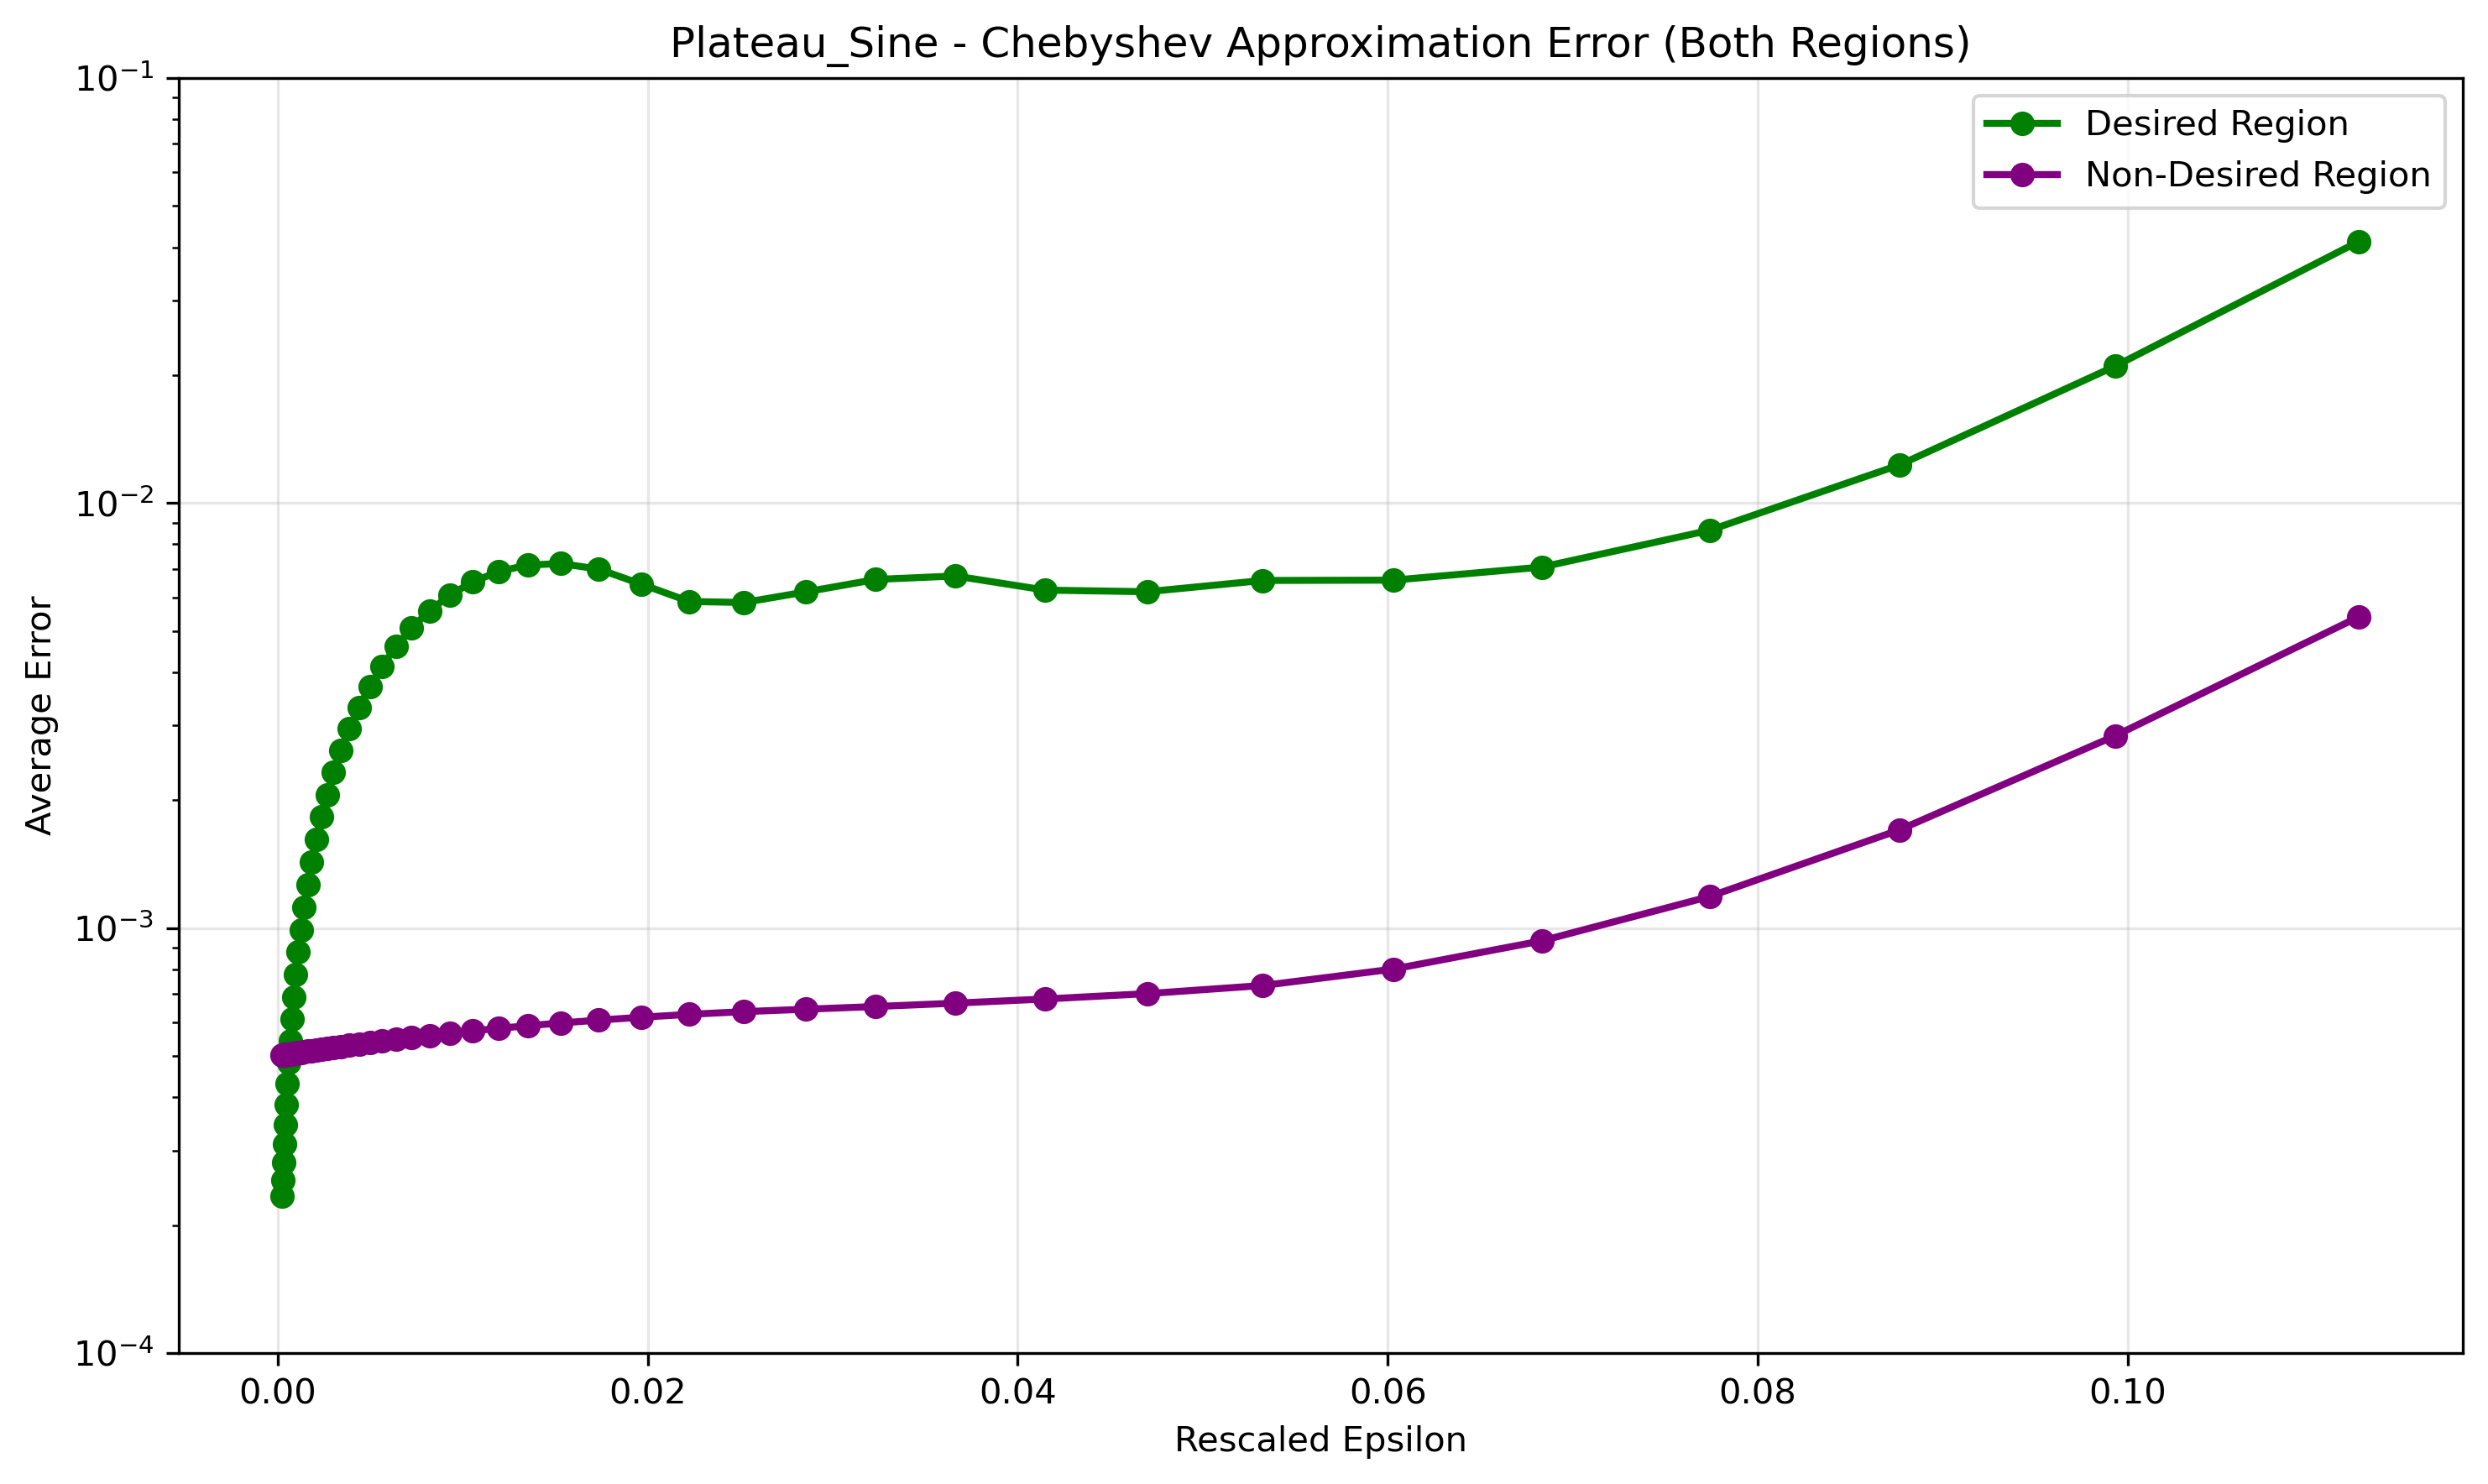 Plateau_Sine - Chebyshev Approximation Error (Both Regions)
Desired Region
Non-Desired Region
Average Error
10⁻¹
10⁻²
10⁻³
10⁻⁴
0.00 0.02 0.04 0.06 0.08 0.10
Rescaled Epsilon